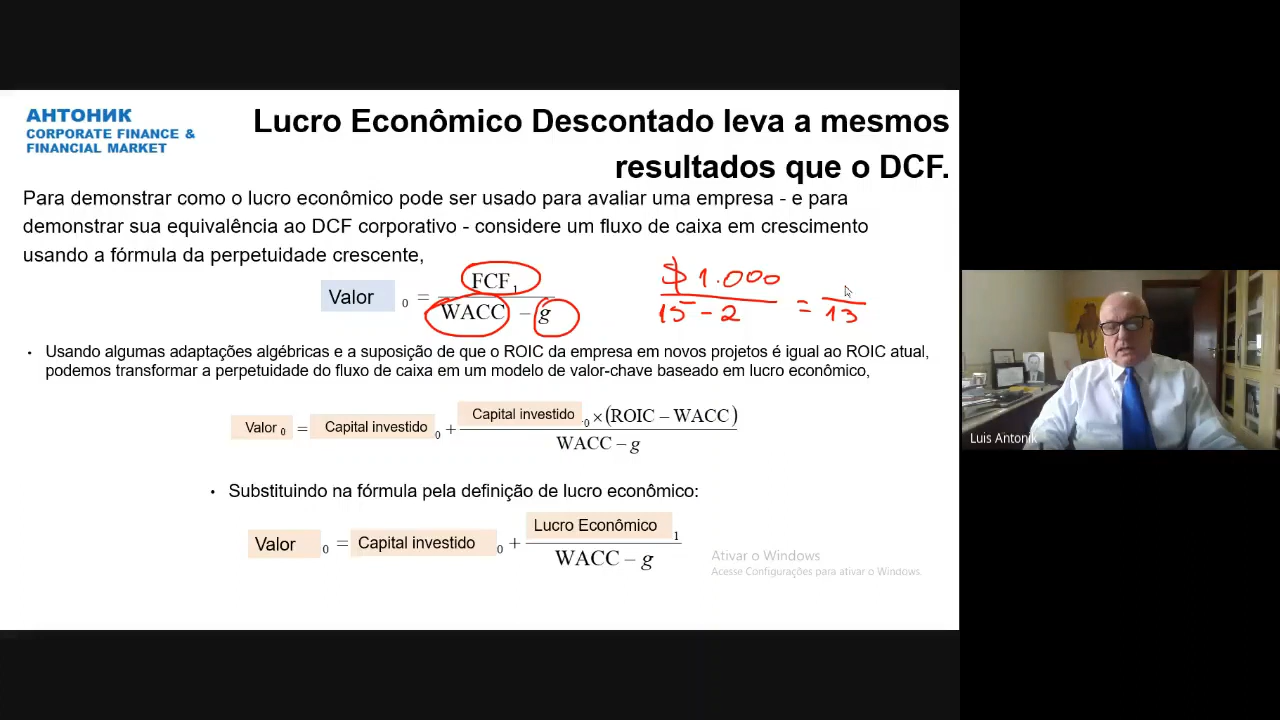 АНТОНИК
CORPORATE FINANCE &
FINANCIAL MARKET
Lucro Econômico Descontado leva a mesmos
resultados que o DCF.
Para demonstrar como o lucro econômico pode ser usado para avaliar uma empresa - e para
demonstrar sua equivalência ao DCF corporativo - considere um fluxo de caixa em crescimento
usando a fórmula da perpetuidade crescente,
Valor 0 = FCF1
WACC – g
$ 1.000
15 - 2 = 13
• Usando algumas adaptações algébricas e a suposição de que o ROIC da empresa em novos projetos é igual ao ROIC atual,
podemos transformar a perpetuidade do fluxo de caixa em um modelo de valor-chave baseado em lucro econômico,
Valor 0 = Capital investido 0 + Capital investido 0 × (ROIC – WACC)
WACC – g
• Substituindo na fórmula pela definição de lucro econômico:
Valor 0 = Capital investido 0 + Lucro Econômico 1
WACC – g
Ativar o Windows
Acesse Configurações para ativar o Windows.
Luis Antonik